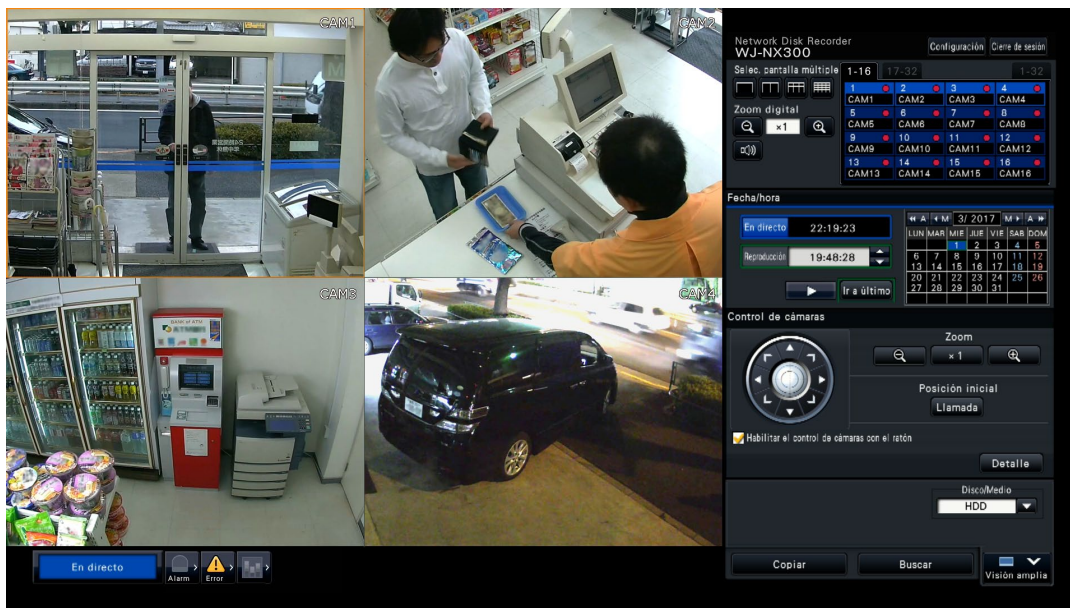 CAM1
CAM2
CAM3
BANK of ATM
CAM4
Network Disk Recorder
WJ-NX300
Configuración
Cierre de sesión
Selec. pantalla múltiple
1-16
17-32
1-32
1 2 3 4
CAM1 CAM2 CAM3 CAM4
5 6 7 8
CAM5 CAM6 CAM7 CAM8
9 10 11 12
CAM9 CAM10 CAM11 CAM12
13 14 15 16
CAM13 CAM14 CAM15 CAM16
Zoom digital
×1
Fecha/hora
En directo
22:19:23
Reproducción
19:48:28
Ir a último
A M 3/ 2017 M A
LUN MAR MIE JUE VIE SAB DOM
1 2 3 4 5
6 7 8 9 10 11 12
13 14 15 16 17 18 19
20 21 22 23 24 25 26
27 28 29 30 31
Control de cámaras
Zoom
×1
Posición inicial
Llamada
Habilitar el control de cámaras con el ratón
Detalle
Disco/Medio
HDD
Copiar
Buscar
Visión amplia
En directo
Alarm
Error